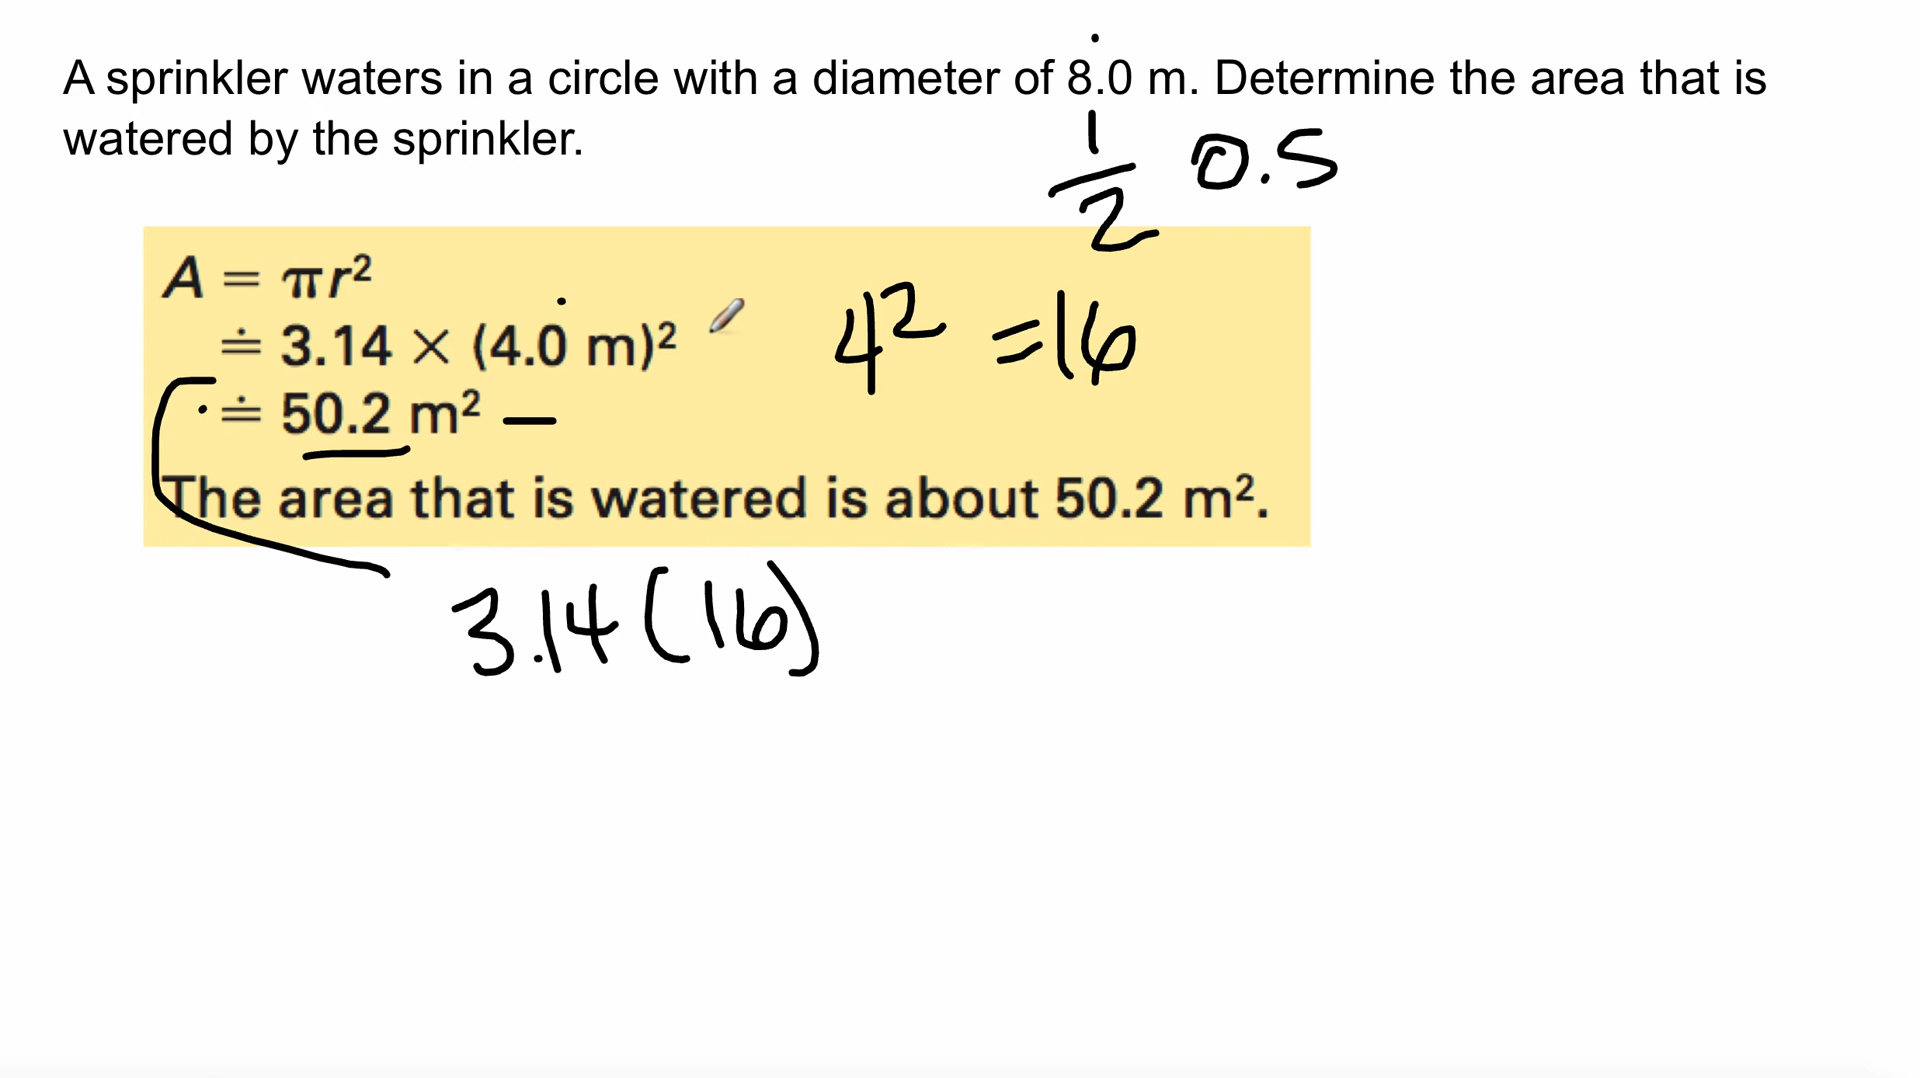 A sprinkler waters in a circle with a diameter of 8.0 m. Determine the area that is
watered by the sprinkler.
1/2 0.5
A = πr²
≐ 3.14 × (4.0 m)²
4² = 16
≐ 50.2 m²
The area that is watered is about 50.2 m².
3.14(16)